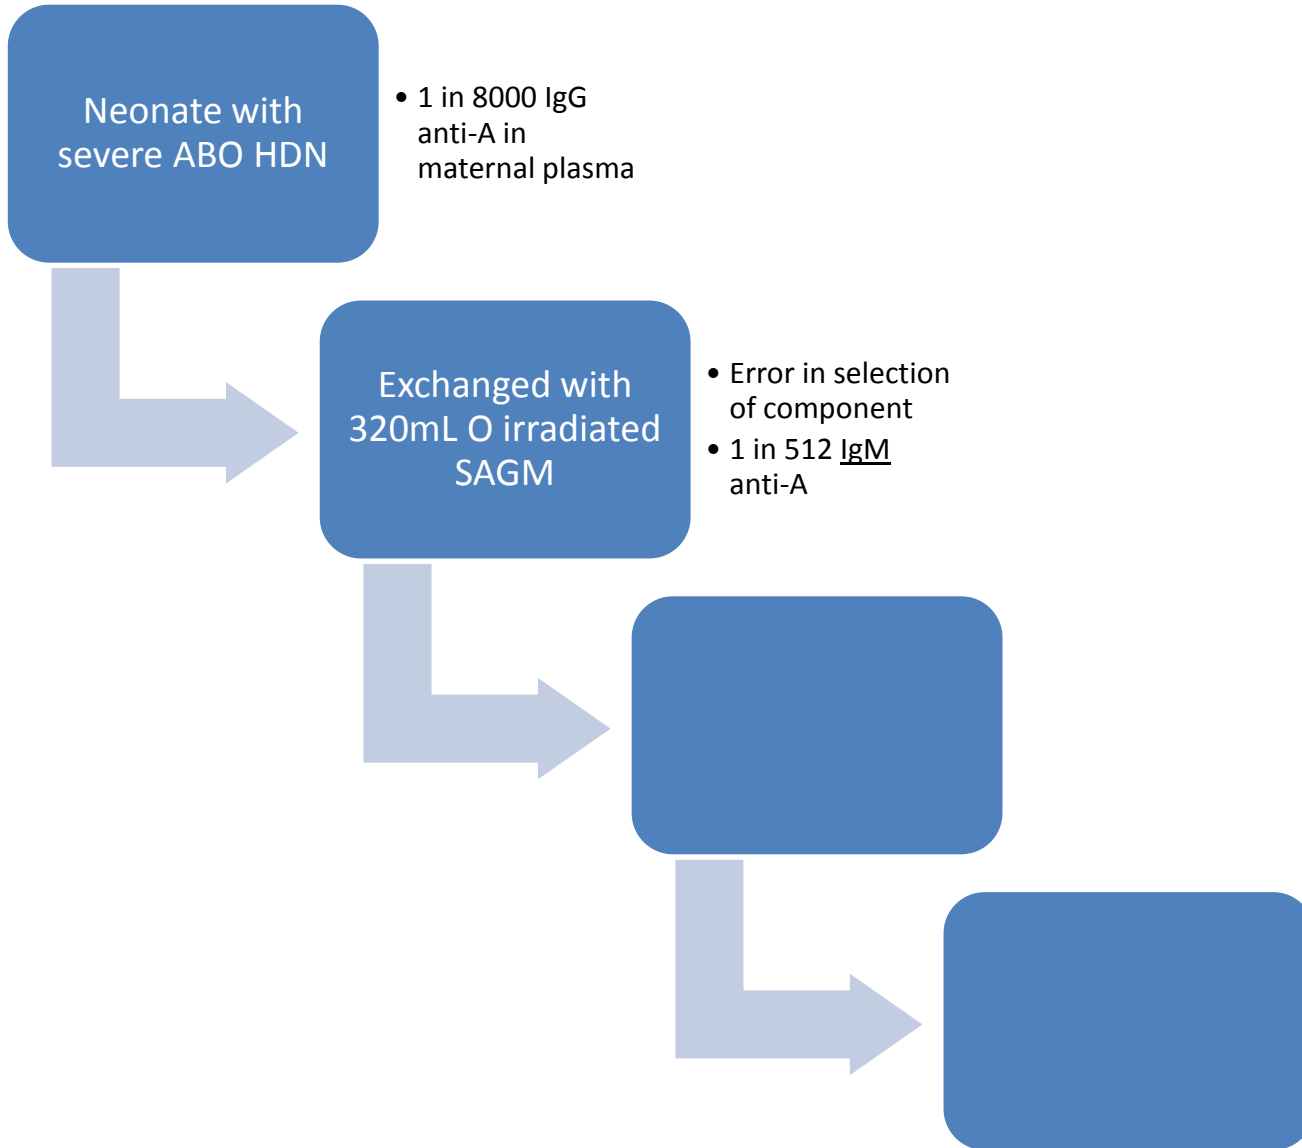 Neonate with
severe ABO HDN
• 1 in 8000 IgG
anti-A in
maternal plasma
Exchanged with
320mL O irradiated
SAGM
• Error in selection
of component
• 1 in 512 IgM
anti-A